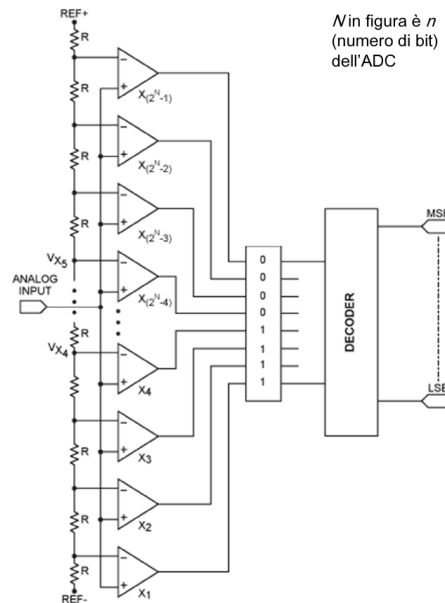 REF+
N in figura è n
(numero di bit)
dell'ADC
R
−
+
X(2^N-1)
R
−
+
X(2^N-2)
R
−
+
X(2^N-3)
R
VX5
−
+
X(2^N-4)
ANALOG
INPUT
R
VX4
−
+
X4
−
+
X3
R
−
+
X2
R
−
+
X1
R
REF-
0
0
0
0
1
1
1
1
DECODER
MSB
LSB